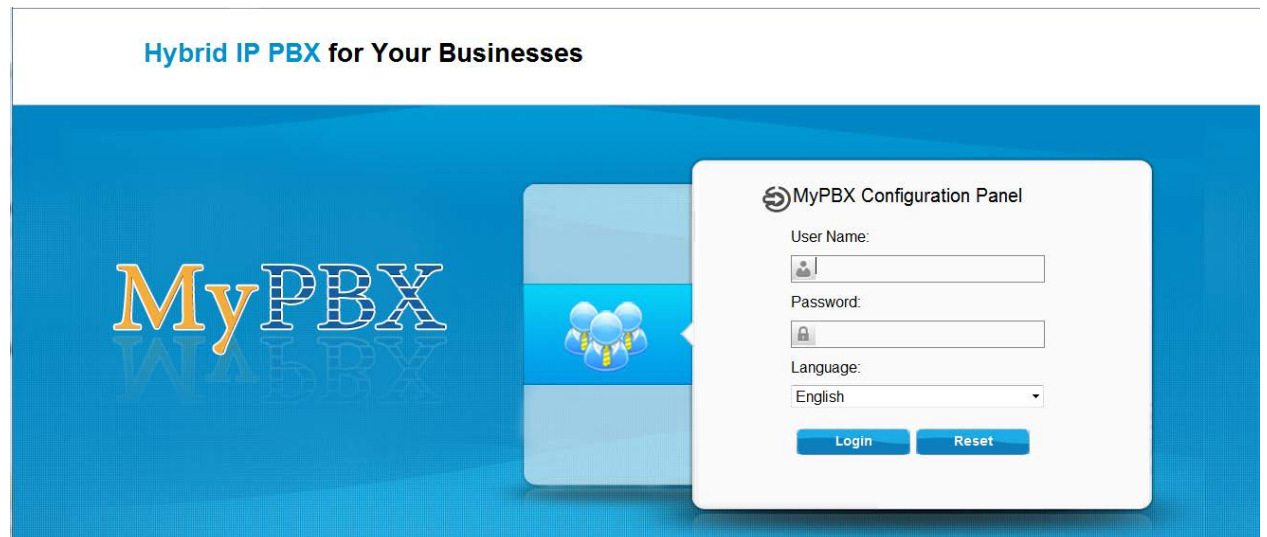 Hybrid IP PBX for Your Businesses
MyPBX
MyPBX Configuration Panel
User Name:
Password:
Language:
English
Login Reset